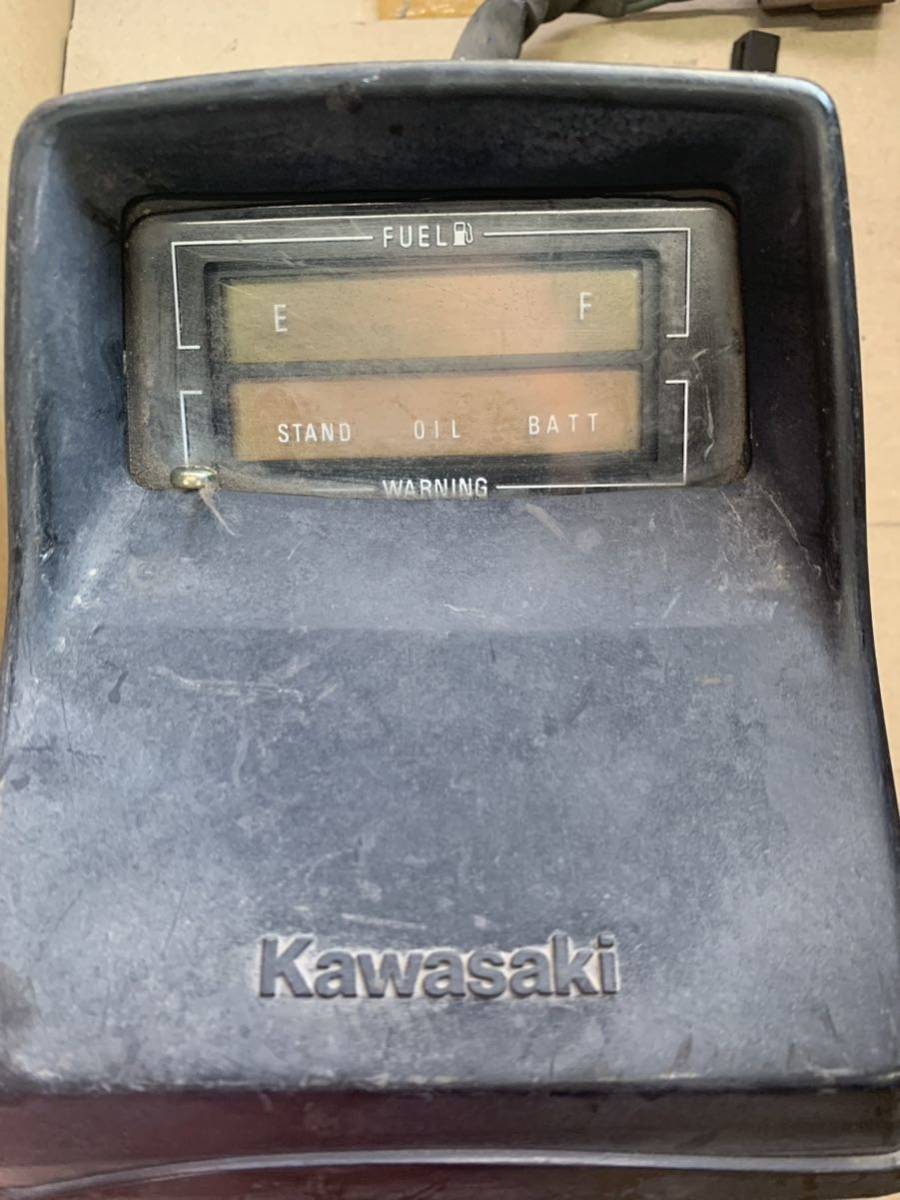 FUEL
E F
STAND OIL BATT
WARNING
Kawasaki